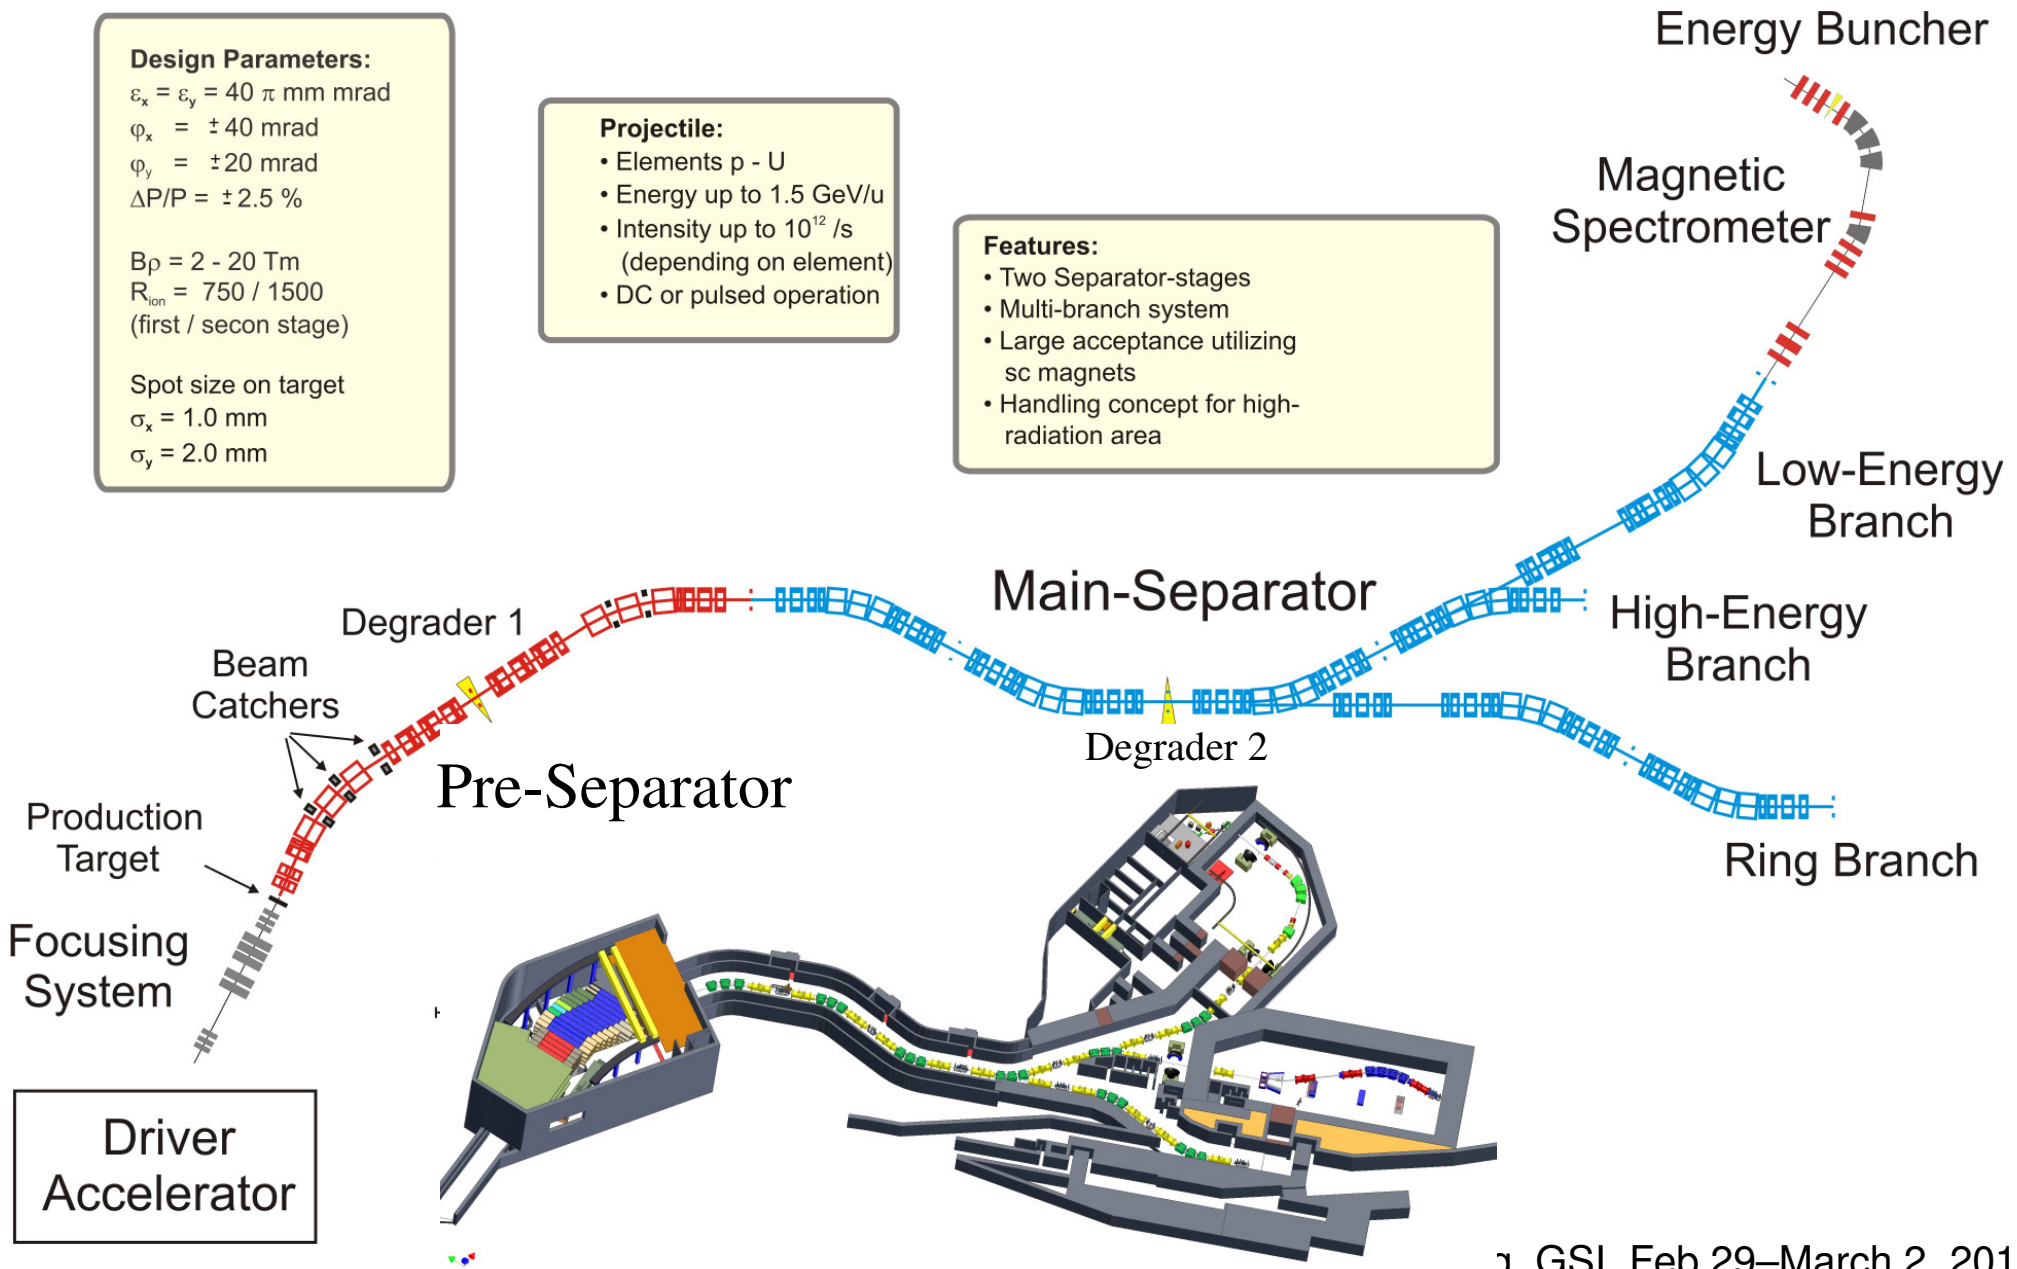 Energy Buncher
Design Parameters:
εx = εy = 40 π mm mrad
φx = ±40 mrad
φy = ±20 mrad
ΔP/P = ±2.5 %
Bρ = 2 - 20 Tm
Rion = 750 / 1500
(first / secon stage)
Spot size on target
σx = 1.0 mm
σy = 2.0 mm
Projectile:
• Elements p - U
• Energy up to 1.5 GeV/u
• Intensity up to 10¹² /s
(depending on element)
• DC or pulsed operation
Features:
• Two Separator-stages
• Multi-branch system
• Large acceptance utilizing
sc magnets
• Handling concept for high-
radiation area
Magnetic
Spectrometer
Low-Energy
Branch
Main-Separator
High-Energy
Branch
Degrader 1
Beam
Catchers
Degrader 2
Pre-Separator
Production
Target
Ring Branch
Focusing
System
Driver
Accelerator
GSI, Feb 29–March 2, 201